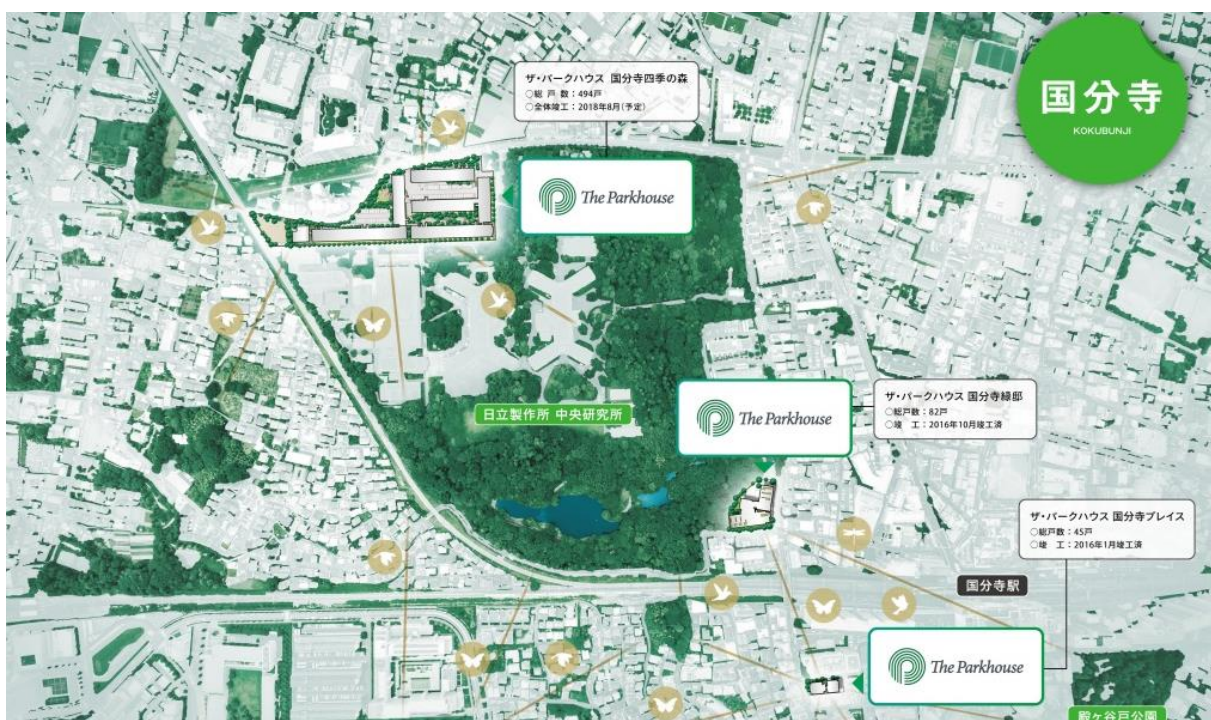 国分寺
KOKUBUNJI
ザ・パークハウス 国分寺四季の森
○総 戸 数：494戸
○全体竣工：2018年8月(予定)
The Parkhouse
日立製作所 中央研究所
The Parkhouse
ザ・パークハウス 国分寺緑邸
○総戸数：82戸
○竣　工：2016年10月竣工済
ザ・パークハウス 国分寺プレイス
○総戸数：45戸
○竣　工：2016年1月竣工済
国分寺駅
The Parkhouse
殿ヶ谷戸公園